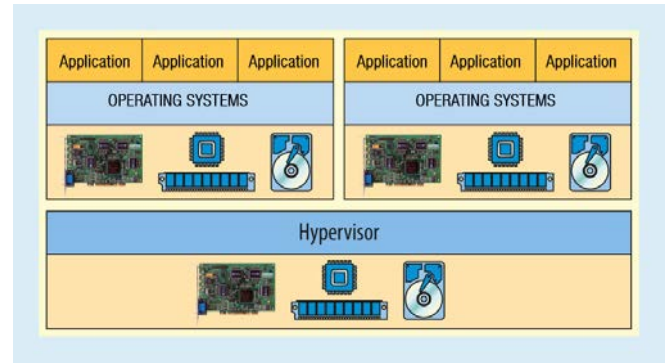 Application Application Application Application Application Application
OPERATING SYSTEMS OPERATING SYSTEMS
Hypervisor